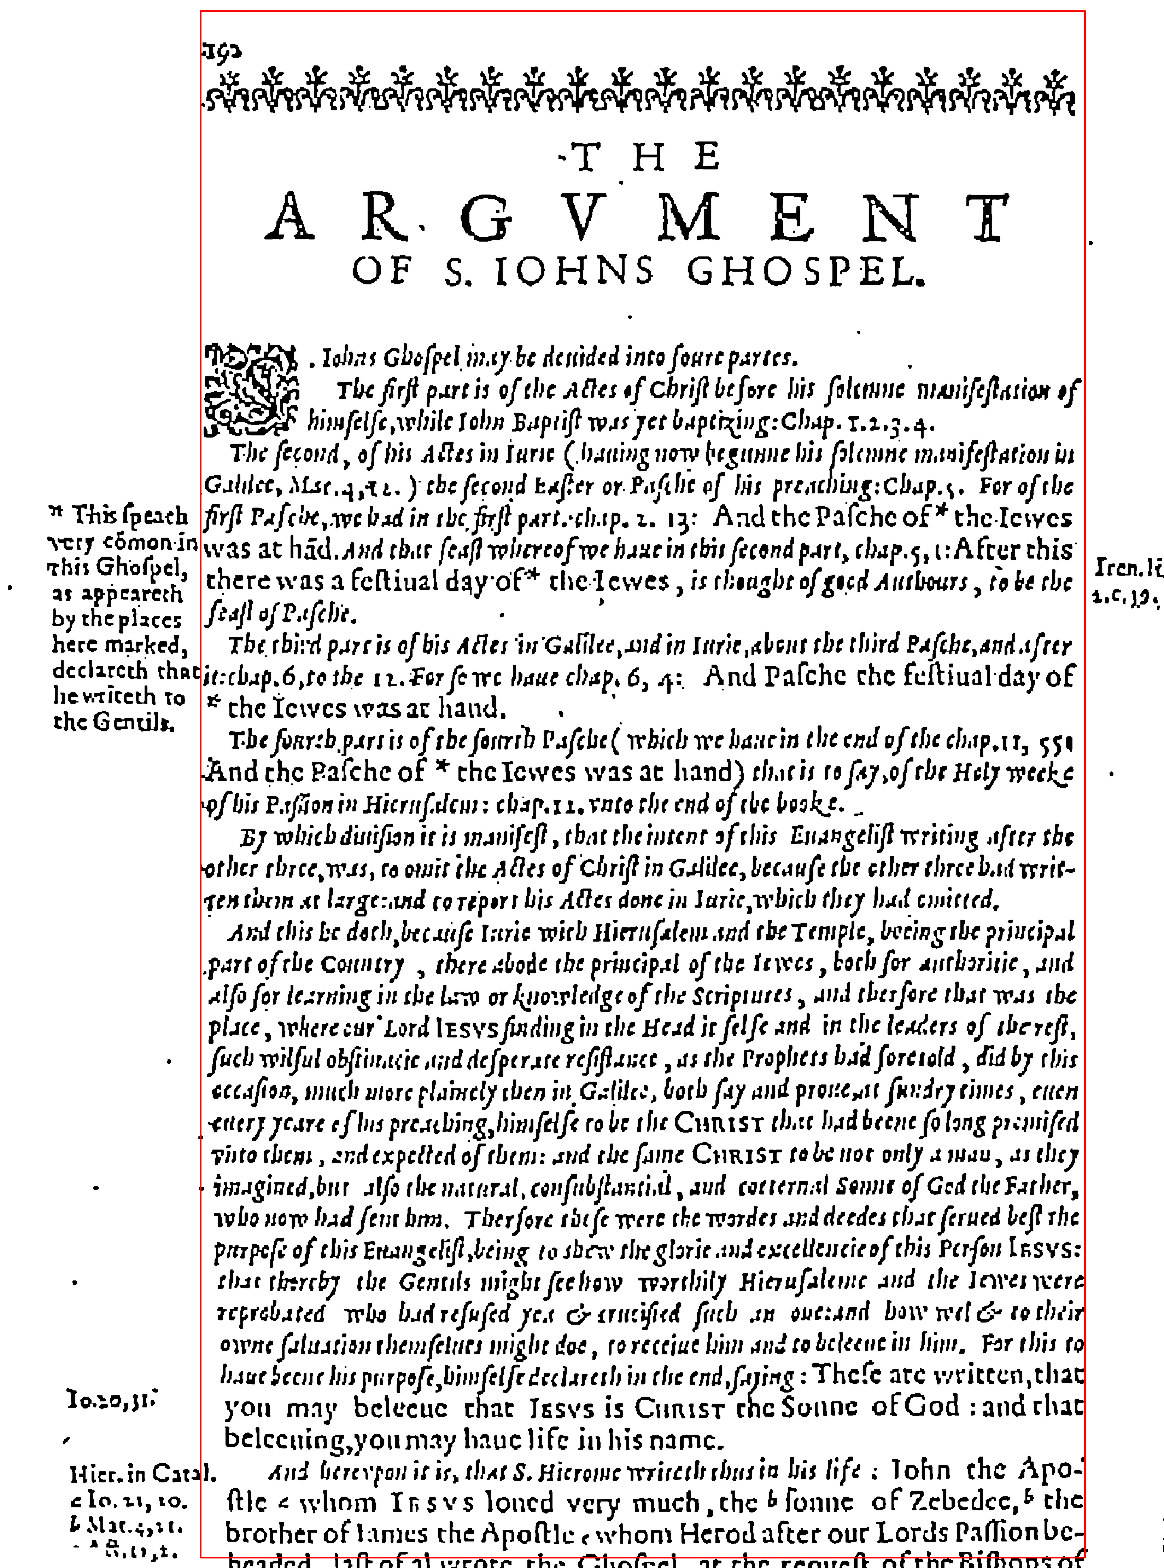 192
THE
ARGVMENT
OF S. IOHNS GHOSPEL.
S. Iohns Ghoſpel may be deuided into foure partes.
The firſt part is of the Actes of Chriſt before his ſolemne manifeſtation of
himſelfe, while Iohn Baptiſt was yet baptizing: Chap. 1.2.3.4.
The ſecond, of his Actes in Iurie (hauing now begunne his ſolemne manifeſtation in
Galilee, Mat. 4, 12.) the ſecond Eaſter or Paſche of his preaching: Chap. 5. For of the
firſt Paſche, we had in the firſt part. chap. 2. 13: And the Paſche of * the Iewes
was at hãd. And that feaſt whereof we haue in this ſecond part, chap. 5, 1: After this
there was a feſtiual day of * the Iewes, is thought of good Authours, to be the
feaſt of Paſche.
The third part is of his Actes in Galilee, and in Iurie, about the third Paſche, and after
it: chap. 6, to the 11. For ſo we haue chap. 6, 4: And Paſche the feſtiual day of
* the Iewes was at hand.
The fourth part is of the fourth Paſche (which we haue in the end of the chap. 11, 55:
And the Paſche of * the Iewes was at hand) that is to ſay, of the Holy weeke
of his Paſſion in Hieruſalem: chap. 12. vnto the end of the booke.
By which diuiſion it is manifeſt, that the intent of this Euangeliſt writing after the
other three, was, to omit the Actes of Chriſt in Galilee, becauſe the other three had writ-
ten them at large: and to report his Actes done in Iurie, which they had omitted.
And this he doth, becauſe Iurie with Hieruſalem and the Temple, being the principal
part of the Country, there abode the principal of the Iewes, both for authoritie, and
alſo for learning in the law or knowledge of the Scriptures, and therfore that was the
place, where our Lord IESVS finding in the Head it ſelfe and in the leaders of the reſt,
ſuch wilful obſtinacie and deſperate reſiſtance, as the Prophets had foretold, did by this
occaſion, much more plainely then in Galilee, both ſay and proue, at ſundry times, euen
euery yeare of his preaching, himſelfe to be the CHRIST that had beene ſo long promiſed
vnto them, and expected of them: and the ſame CHRIST to be not only a man, as they
imagined, but alſo the natural, conſubſtantial, and coeternal Sonne of God the Father,
who now had ſent him. Therfore theſe were the wordes and deedes that ſerued beſt the
purpoſe of this Euangeliſt, being to shew the glorie and excellencie of this Perſon IESVS:
that thereby the Gentils might ſee how worthily Hieruſaleme and the Iewes were
reprobated who had refuſed yea & crucified ſuch an one: and how wel & to their
owne ſaluation themſelues might doe, to receiue him and to beleeue in him. For this to
haue beene his purpoſe, himſelfe declareth in the end, ſaying: Theſe are written, that
you may beleeue that IESVS is CHRIST the Sonne of God: and that
beleeuing, you may haue life in his name.
And herevpon it is, that S. Hierome writeth thus in his life: Iohn the Apo-
ſtle c whom IESVS loued very much, the b ſonne of Zebedee, b the
brother of Iames the Apoſtle c whom Herod after our Lords Paſſion be-
headed, laſt of al wrote the Ghoſpel, at the requeſt of the Biſhops of
* This ſpeach
very cõmon in
this Ghoſpel,
as appeareth
by the places
here marked,
declareth that
he writeth to
the Gentils.
Iren. li
2. c. 39.
Io. 20, 31.
Hier. in Catal.
c Io. 21, 20.
b Mat. 4, 21.